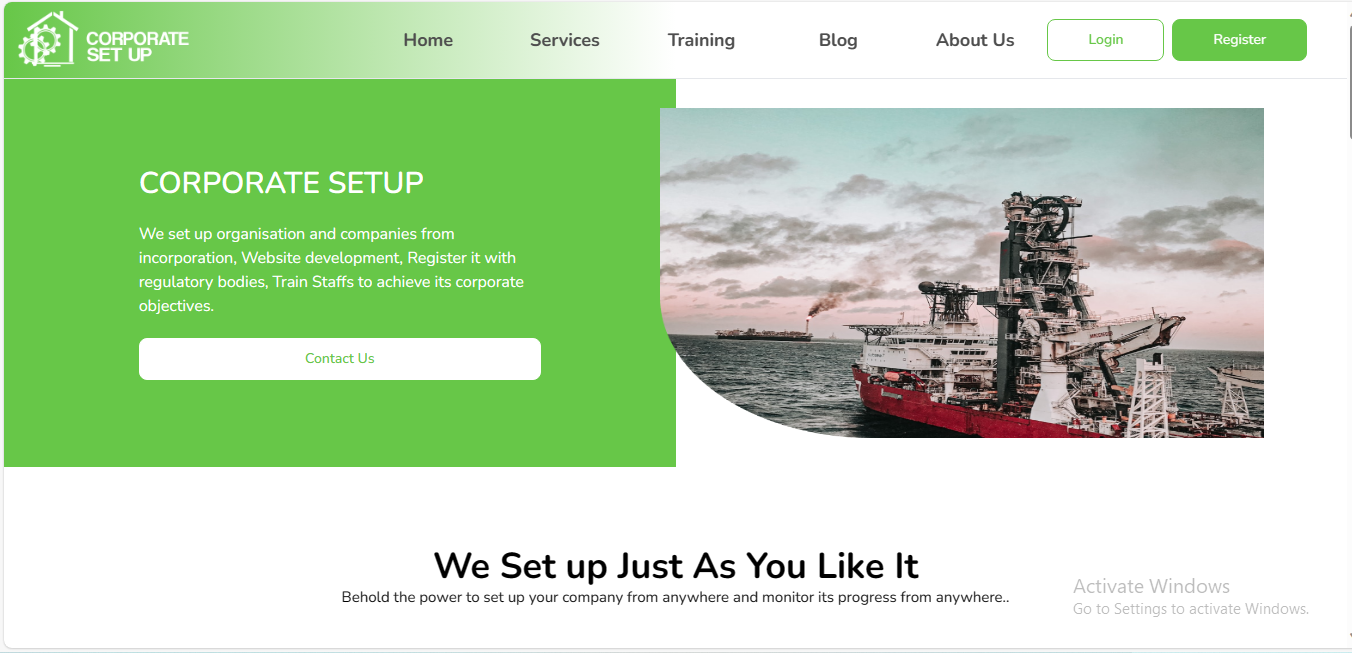 CORPORATE
SET UP
Home
Services
Training
Blog
About Us
Login
Register
CORPORATE SETUP
We set up organisation and companies from
incorporation, Website development, Register it with
regulatory bodies, Train Staffs to achieve its corporate
objectives.
Contact Us
We Set up Just As You Like It
Behold the power to set up your company from anywhere and monitor its progress from anywhere..
Activate Windows
Go to Settings to activate Windows.